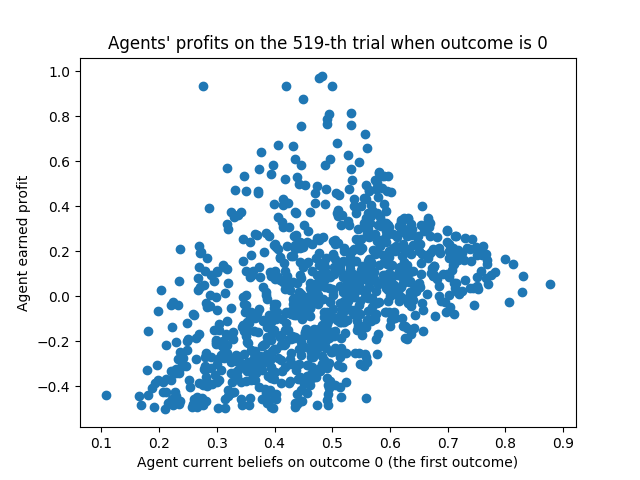 Agents' profits on the 519-th trial when outcome is 0
Agent earned profit
1.0
0.8
0.6
0.4
0.2
0.0
−0.2
−0.4
0.1 0.2 0.3 0.4 0.5 0.6 0.7 0.8 0.9
Agent current beliefs on outcome 0 (the first outcome)